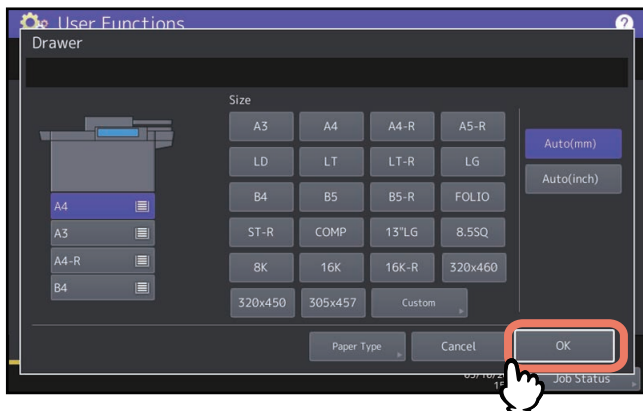 User Functions
?
Drawer
Size
A3 A4 A4-R A5-R
Auto(mm)
LD LT LT-R LG
Auto(inch)
B4 B5 B5-R FOLIO
A4
A3
ST-R COMP 13"LG 8.5SQ
A4-R
8K 16K 16K-R 320x460
B4
320x450 305x457 Custom
Paper Type Cancel OK
Job Status